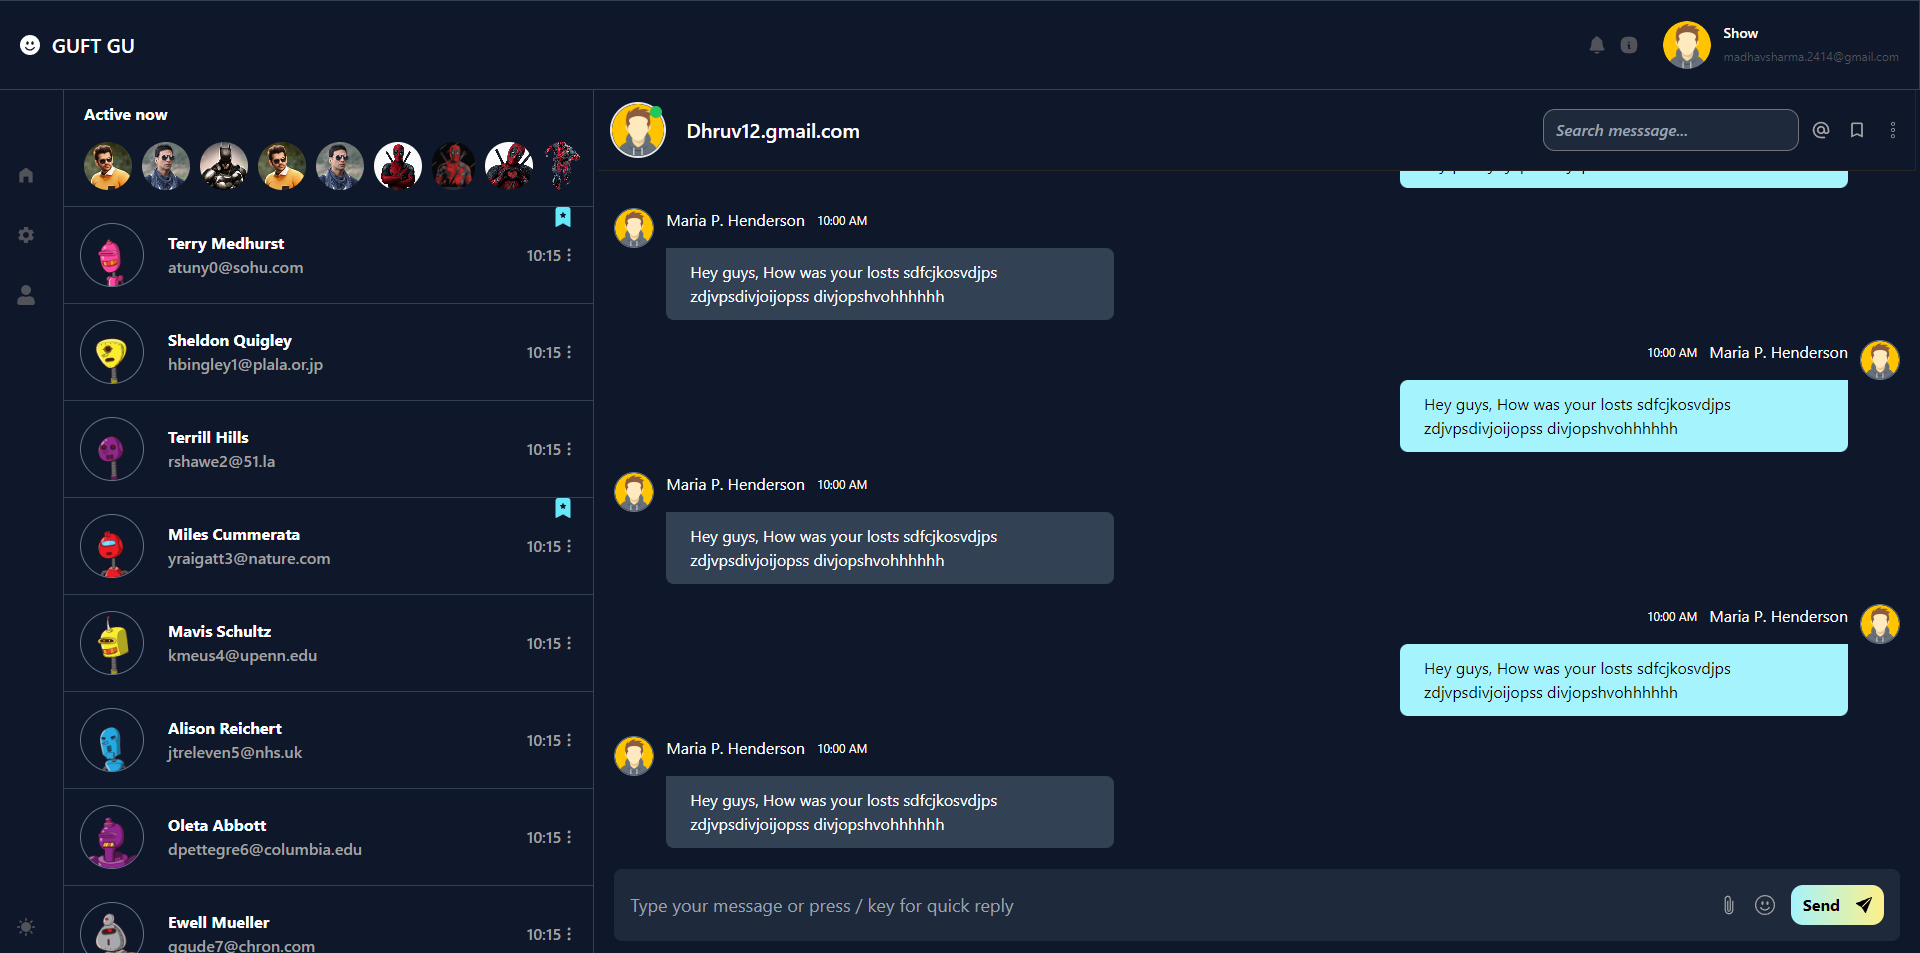 GUFT GU
Show
madhavsharma.2414@gmail.com
Active now
Terry Medhurst
atuny0@sohu.com
10:15
Sheldon Quigley
hbingley1@plala.or.jp
10:15
Terrill Hills
rshawe2@51.la
10:15
Miles Cummerata
yraigatt3@nature.com
10:15
Mavis Schultz
kmeus4@upenn.edu
10:15
Alison Reichert
jtreleven5@nhs.uk
10:15
Oleta Abbott
dpettegre6@columbia.edu
10:15
Ewell Mueller
ggude7@chron.com
10:15
Dhruv12.gmail.com
Search messsage...
Maria P. Henderson 10:00 AM
Hey guys, How was your losts sdfcjkosvdjps
zdjvpsdivjoijopss divjopshvohhhhhh
10:00 AM Maria P. Henderson
Hey guys, How was your losts sdfcjkosvdjps
zdjvpsdivjoijopss divjopshvohhhhhh
Maria P. Henderson 10:00 AM
Hey guys, How was your losts sdfcjkosvdjps
zdjvpsdivjoijopss divjopshvohhhhhh
10:00 AM Maria P. Henderson
Hey guys, How was your losts sdfcjkosvdjps
zdjvpsdivjoijopss divjopshvohhhhhh
Maria P. Henderson 10:00 AM
Hey guys, How was your losts sdfcjkosvdjps
zdjvpsdivjoijopss divjopshvohhhhhh
Type your message or press / key for quick reply
Send